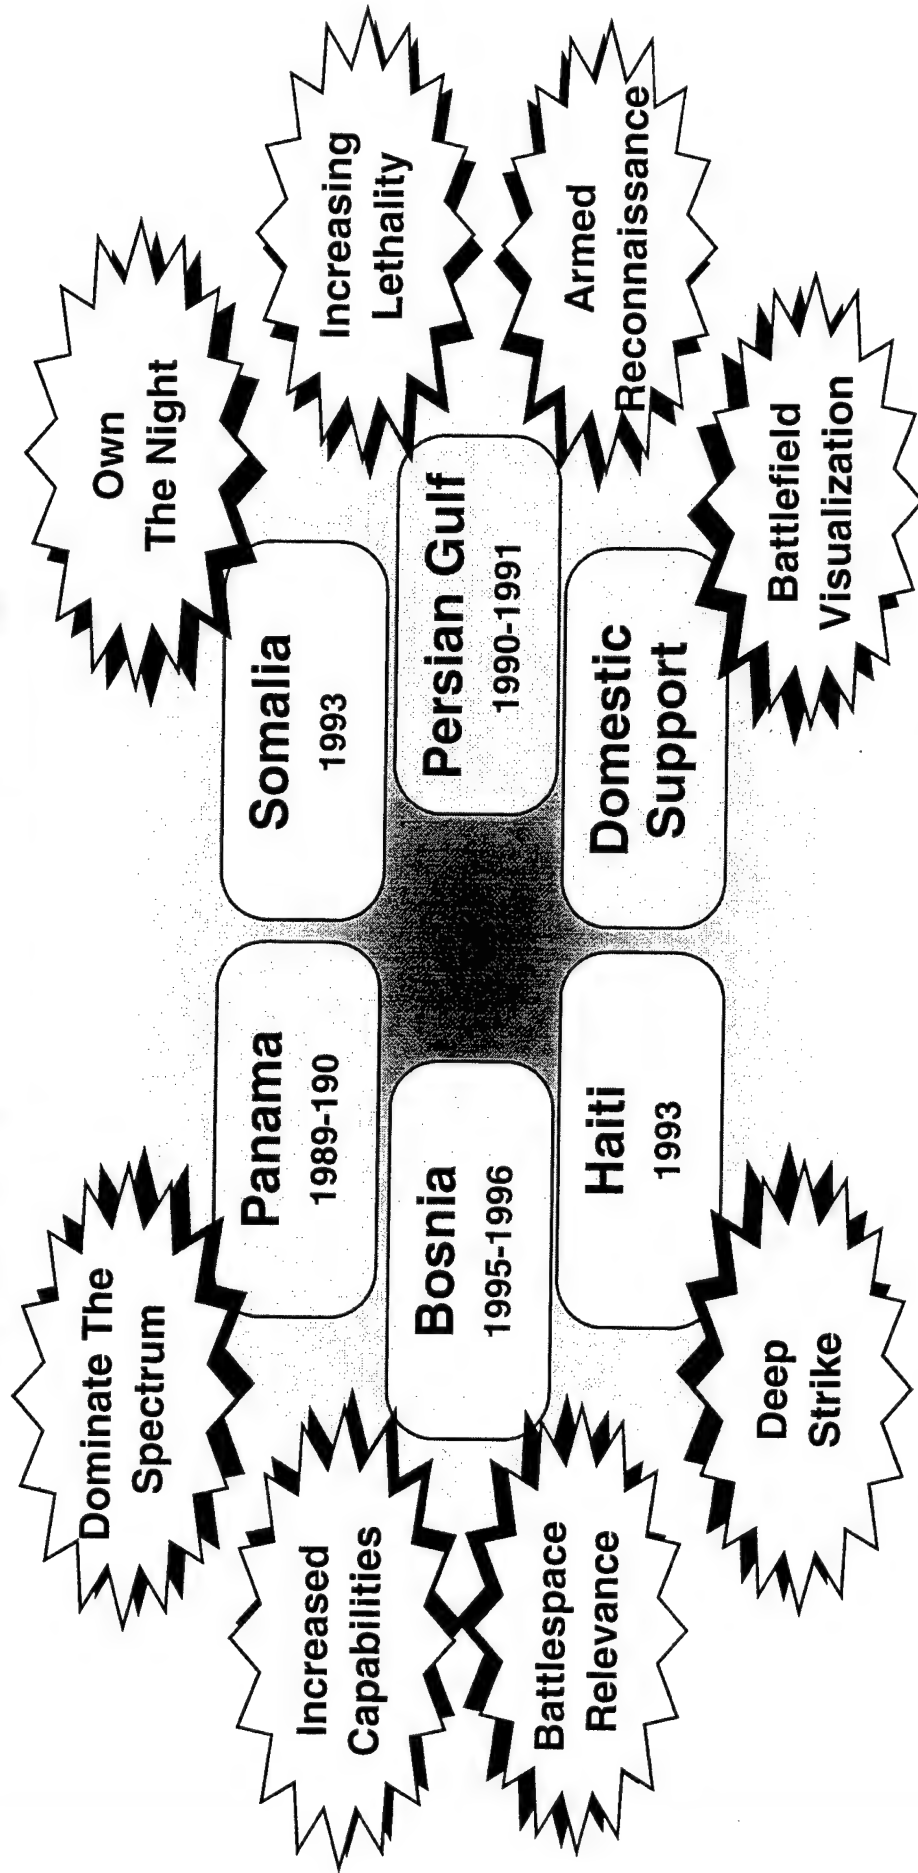 Dominate The
Spectrum
Own
The Night
Increased
Capabilities
Panama
1989-190
Somalia
1993
Increasing
Lethality
Bosnia
1995-1996
Persian Gulf
1990-1991
Battlespace
Relevance
Haiti
1993
Domestic
Support
Armed
Reconnaissance
Deep
Strike
Battlefield
Visualization